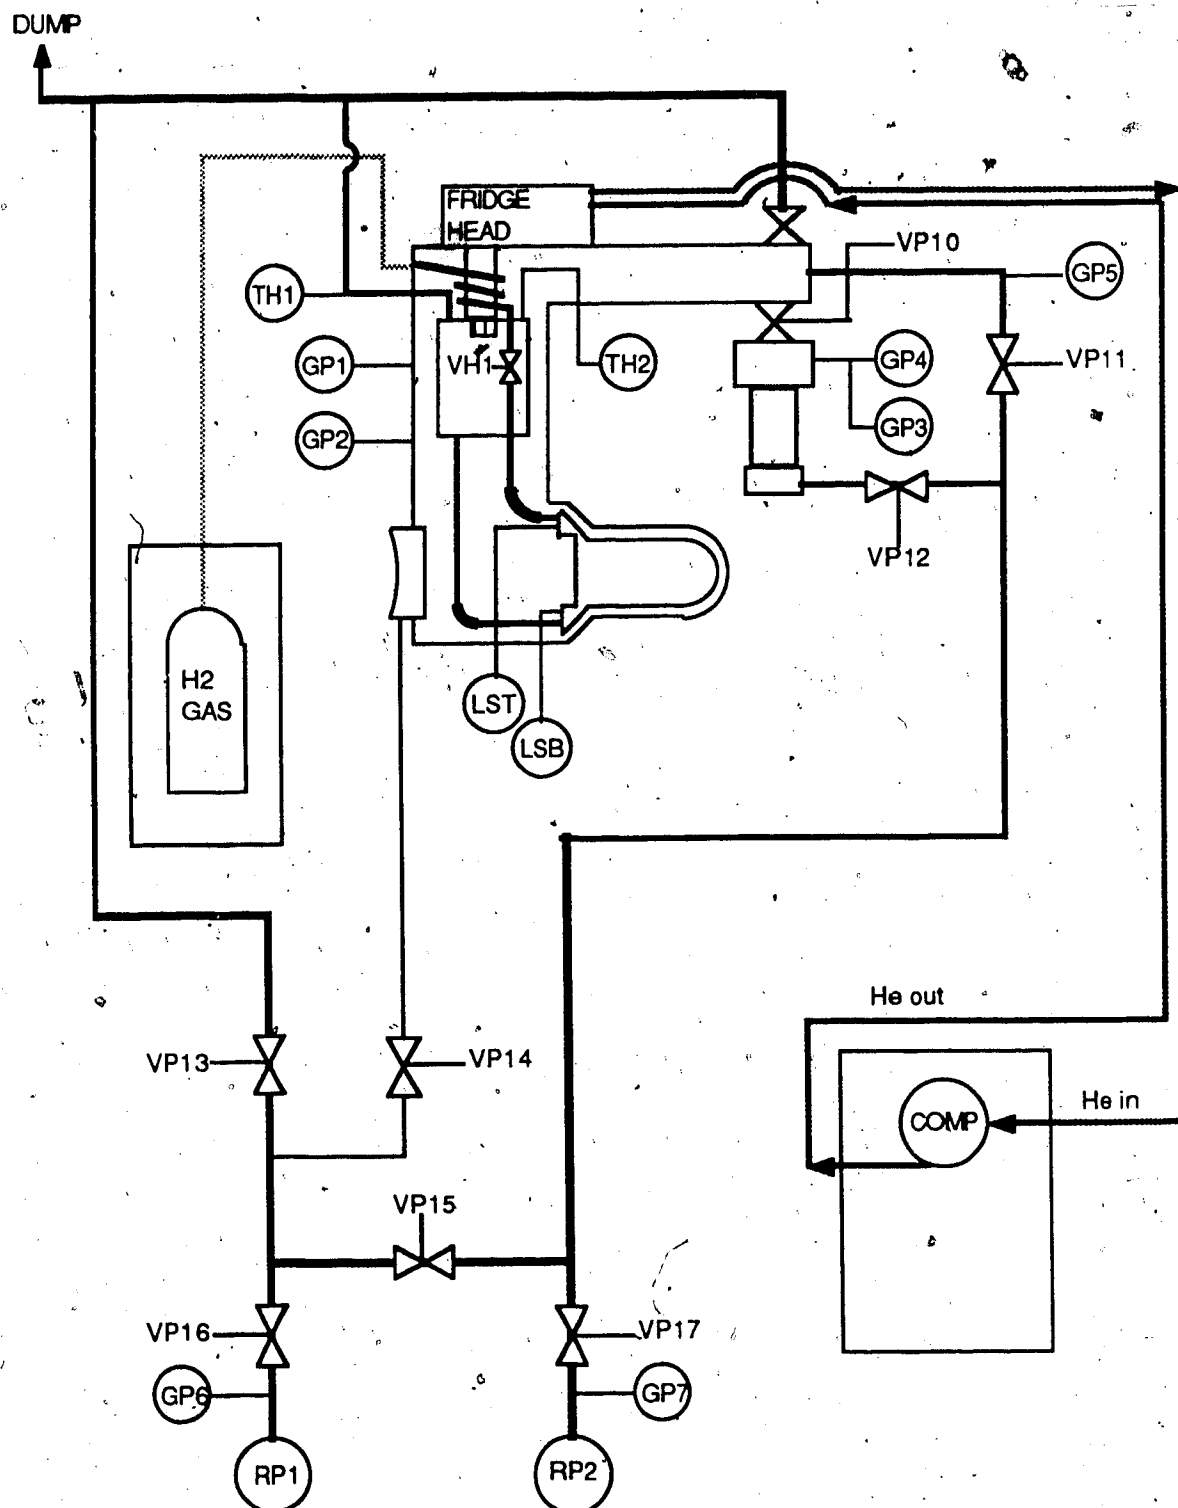 DUMP
FRIDGE
HEAD
VP10
GP5
TH1
GP1
VH1
TH2
GP4
VP11
GP2
GP3
VP12
H2
GAS
LST
LSB
He out
VP13
VP14
He in
COMP
VP15
VP16
VP17
GP6
GP7
RP1
RP2